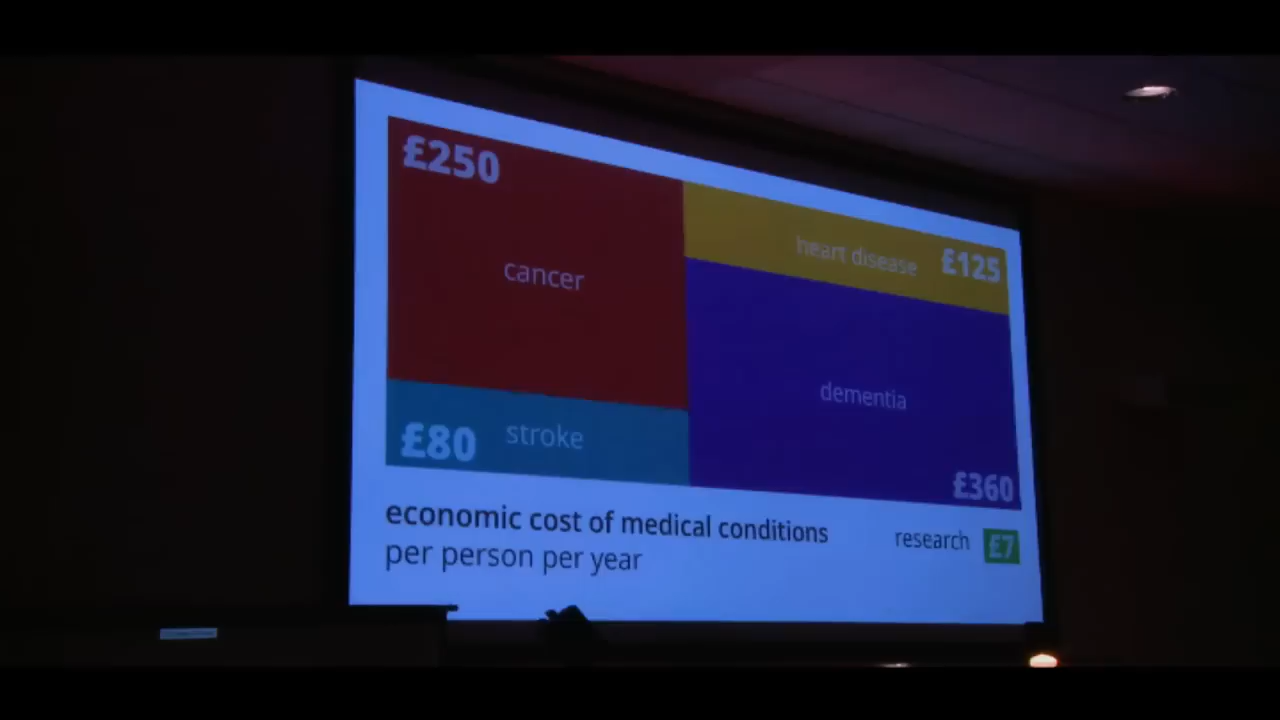 £250
cancer
heart disease £125
dementia
£80 stroke
£360
economic cost of medical conditions
per person per year
research £7